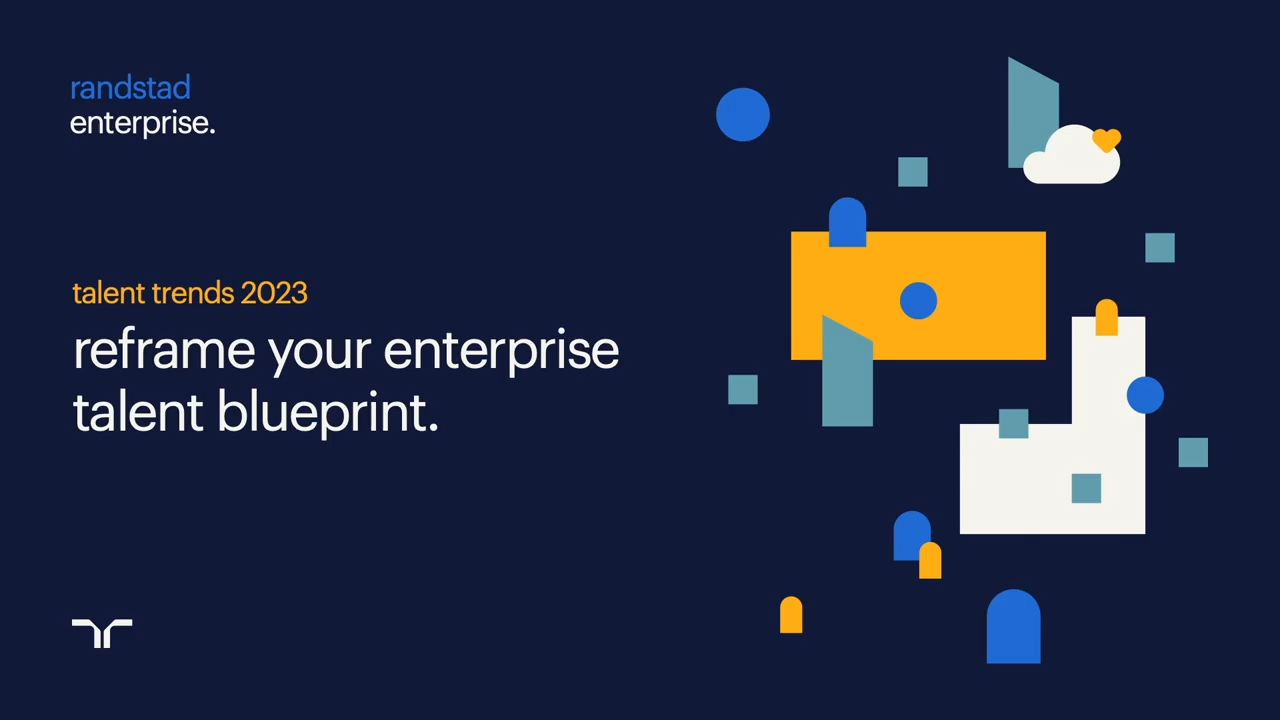 randstad
enterprise.
talent trends 2023
reframe your enterprise
talent blueprint.